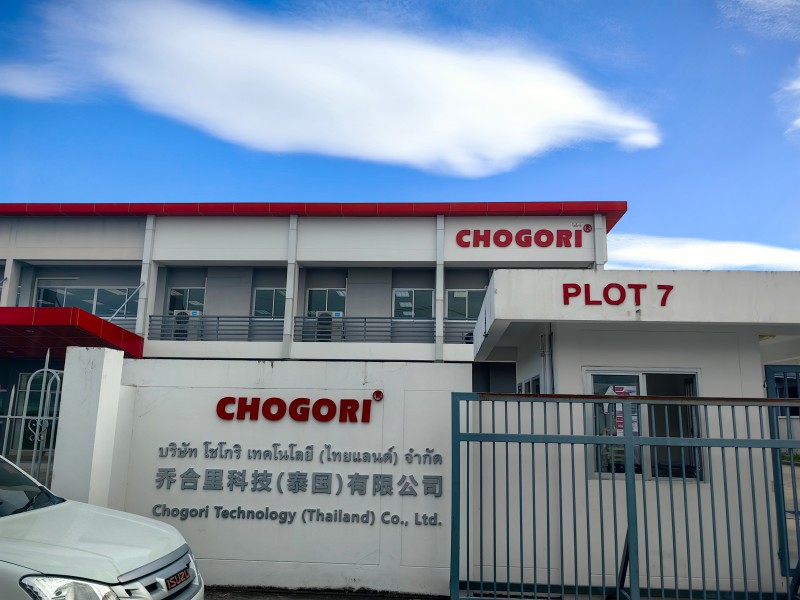 CHOGORI®
PLOT 7
CHOGORI®
บริษัท โชโกริ เทคโนโลยี (ไทยแลนด์) จำกัด
乔合里科技(泰国)有限公司
Chogori Technology (Thailand) Co., Ltd.
ISUZU